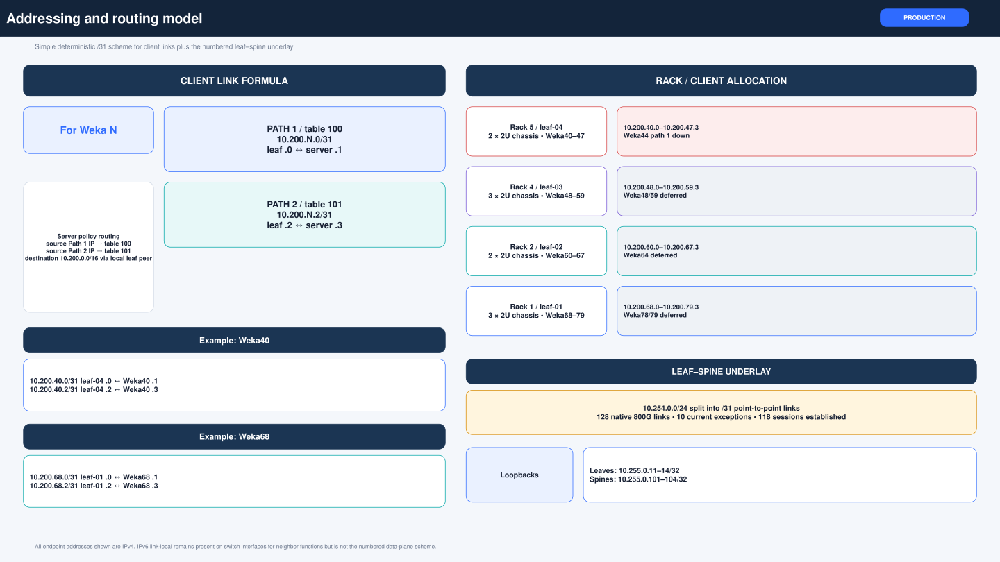 Addressing and routing model
PRODUCTION
Simple deterministic /31 scheme for client links plus the numbered leaf–spine underlay
CLIENT LINK FORMULA
For Weka N
PATH 1 / table 100
10.200.N.0/31
leaf .0 ↔ server .1
PATH 2 / table 101
10.200.N.2/31
leaf .2 ↔ server .3
Server policy routing
source Path 1 IP → table 100
source Path 2 IP → table 101
destination 10.200.0.0/16 via local leaf peer
Example: Weka40
10.200.40.0/31 leaf-04 .0 ↔ Weka40 .1
10.200.40.2/31 leaf-04 .2 ↔ Weka40 .3
Example: Weka68
10.200.68.0/31 leaf-01 .0 ↔ Weka68 .1
10.200.68.2/31 leaf-01 .2 ↔ Weka68 .3
RACK / CLIENT ALLOCATION
Rack 5 / leaf-04
2 × 2U chassis • Weka40–47
10.200.40.0–10.200.47.3
Weka44 path 1 down
Rack 4 / leaf-03
3 × 2U chassis • Weka48–59
10.200.48.0–10.200.59.3
Weka48/59 deferred
Rack 2 / leaf-02
2 × 2U chassis • Weka60–67
10.200.60.0–10.200.67.3
Weka64 deferred
Rack 1 / leaf-01
3 × 2U chassis • Weka68–79
10.200.68.0–10.200.79.3
Weka78/79 deferred
LEAF–SPINE UNDERLAY
10.254.0.0/24 split into /31 point-to-point links
128 native 800G links • 10 current exceptions • 118 sessions established
Loopbacks
Leaves: 10.255.0.11–14/32
Spines: 10.255.0.101–104/32
All endpoint addresses shown are IPv4. IPv6 link-local remains present on switch interfaces for neighbor functions but is not the numbered data-plane scheme.